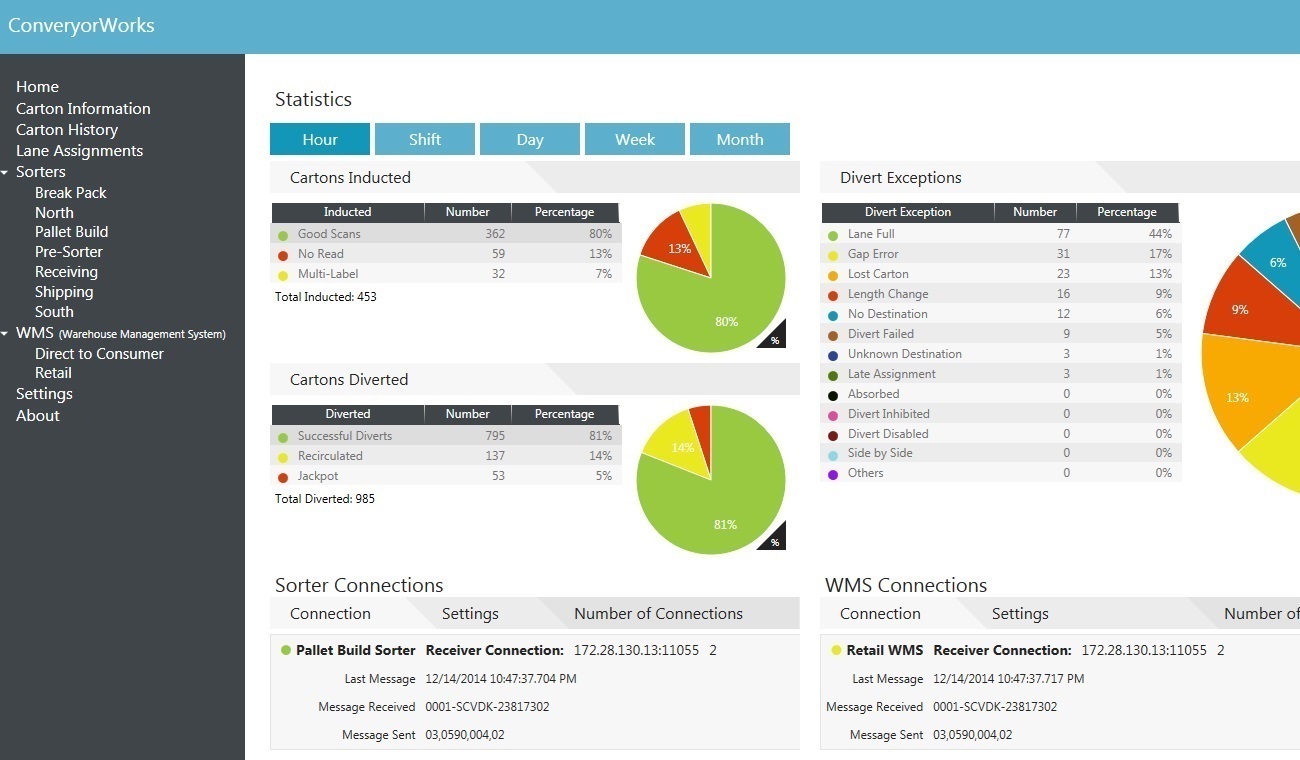 ConveryorWorks
Home
Carton Information
Carton History
Lane Assignments
Sorters
Break Pack
North
Pallet Build
Pre-Sorter
Receiving
Shipping
South
WMS (Warehouse Management System)
Direct to Consumer
Retail
Settings
About
Statistics
Hour Shift Day Week Month
Cartons Inducted
Inducted Number Percentage
Good Scans 362 80%
No Read 59 13%
Multi-Label 32 7%
Total Inducted: 453
13%
80%
%
Cartons Diverted
Diverted Number Percentage
Successful Diverts 795 81%
Recirculated 137 14%
Jackpot 53 5%
Total Diverted: 985
14%
81%
%
Divert Exceptions
Divert Exception Number Percentage
Lane Full 77 44%
Gap Error 31 17%
Lost Carton 23 13%
Length Change 16 9%
No Destination 12 6%
Divert Failed 9 5%
Unknown Destination 3 1%
Late Assignment 3 1%
Absorbed 0 0%
Divert Inhibited 0 0%
Divert Disabled 0 0%
Side by Side 0 0%
Others 0 0%
6%
9%
13%
Sorter Connections
Connection Settings Number of Connections
Pallet Build Sorter Receiver Connection: 172.28.130.13:11055 2
Last Message 12/14/2014 10:47:37.704 PM
Message Received 0001-SCVDK-23817302
Message Sent 03,0590,004,02
WMS Connections
Connection Settings Number of
Retail WMS Receiver Connection: 172.28.130.13:11055 2
Last Message 12/14/2014 10:47:37.717 PM
Message Received 0001-SCVDK-23817302
Message Sent 03,0590,004,02